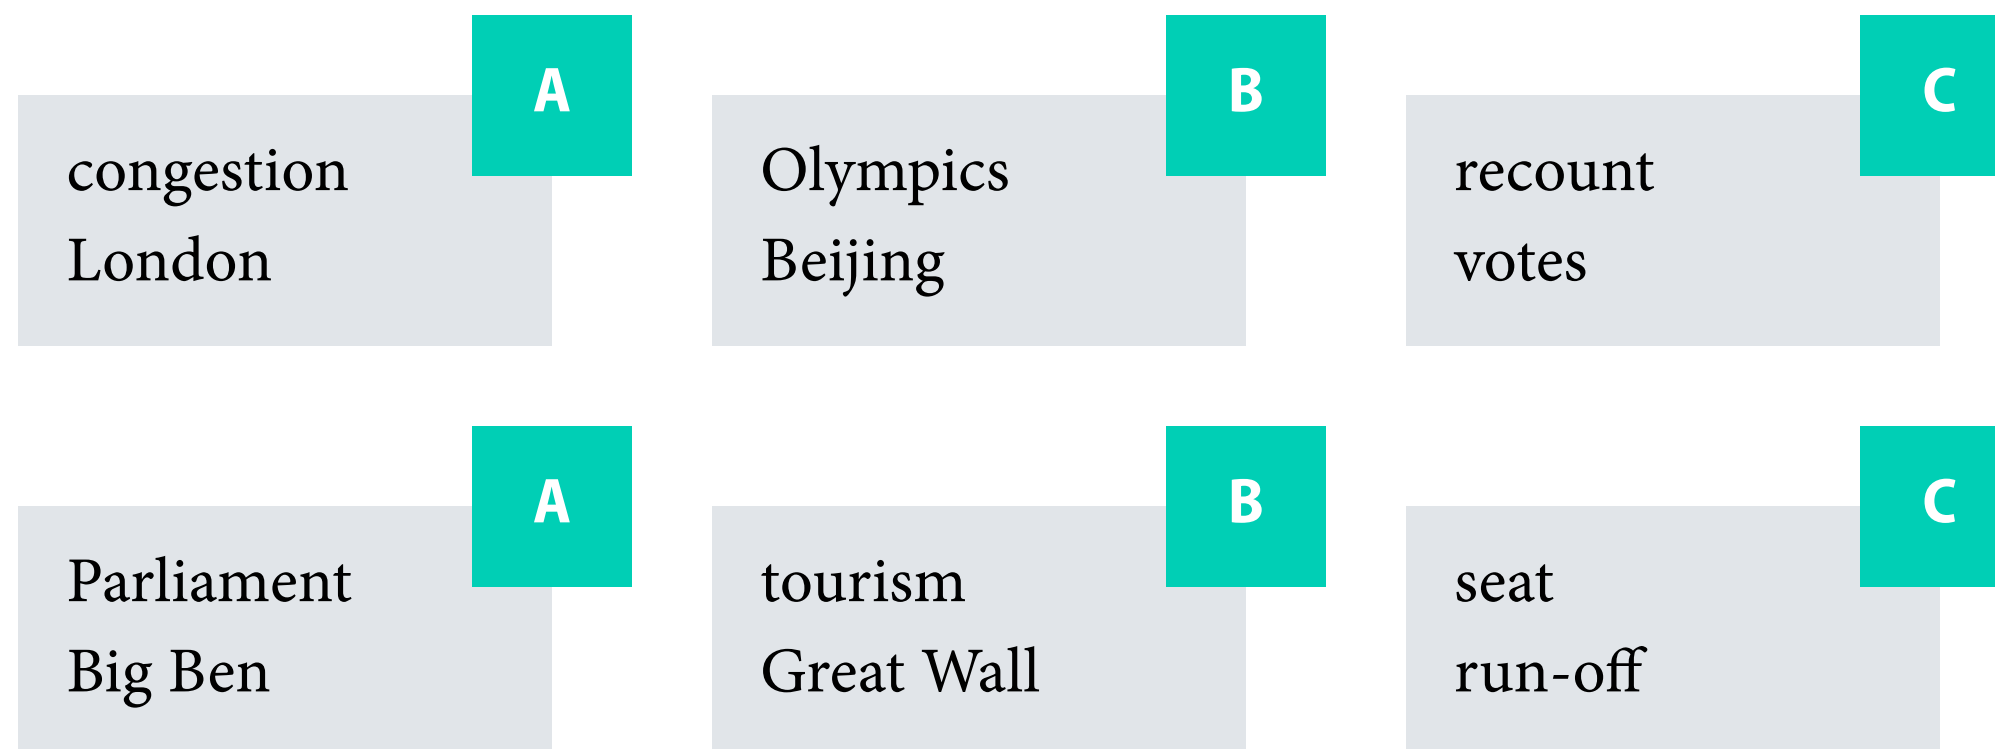 A
congestion
London
B
Olympics
Beijing
C
recount
votes
A
Parliament
Big Ben
B
tourism
Great Wall
C
seat
run-off